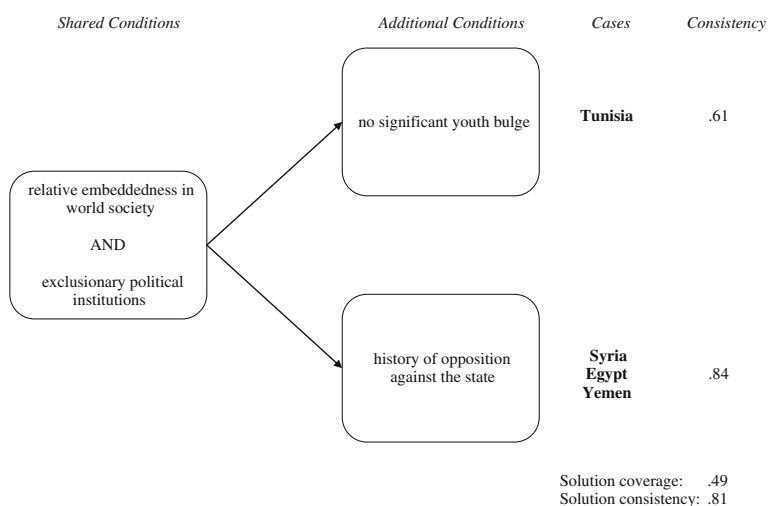 Shared Conditions Additional Conditions Cases Consistency
no significant youth bulge Tunisia .61
relative embeddedness in
world society
AND
exclusionary political
institutions
history of opposition
against the state
Syria
Egypt .84
Yemen
Solution coverage: .49
Solution consistency: .81